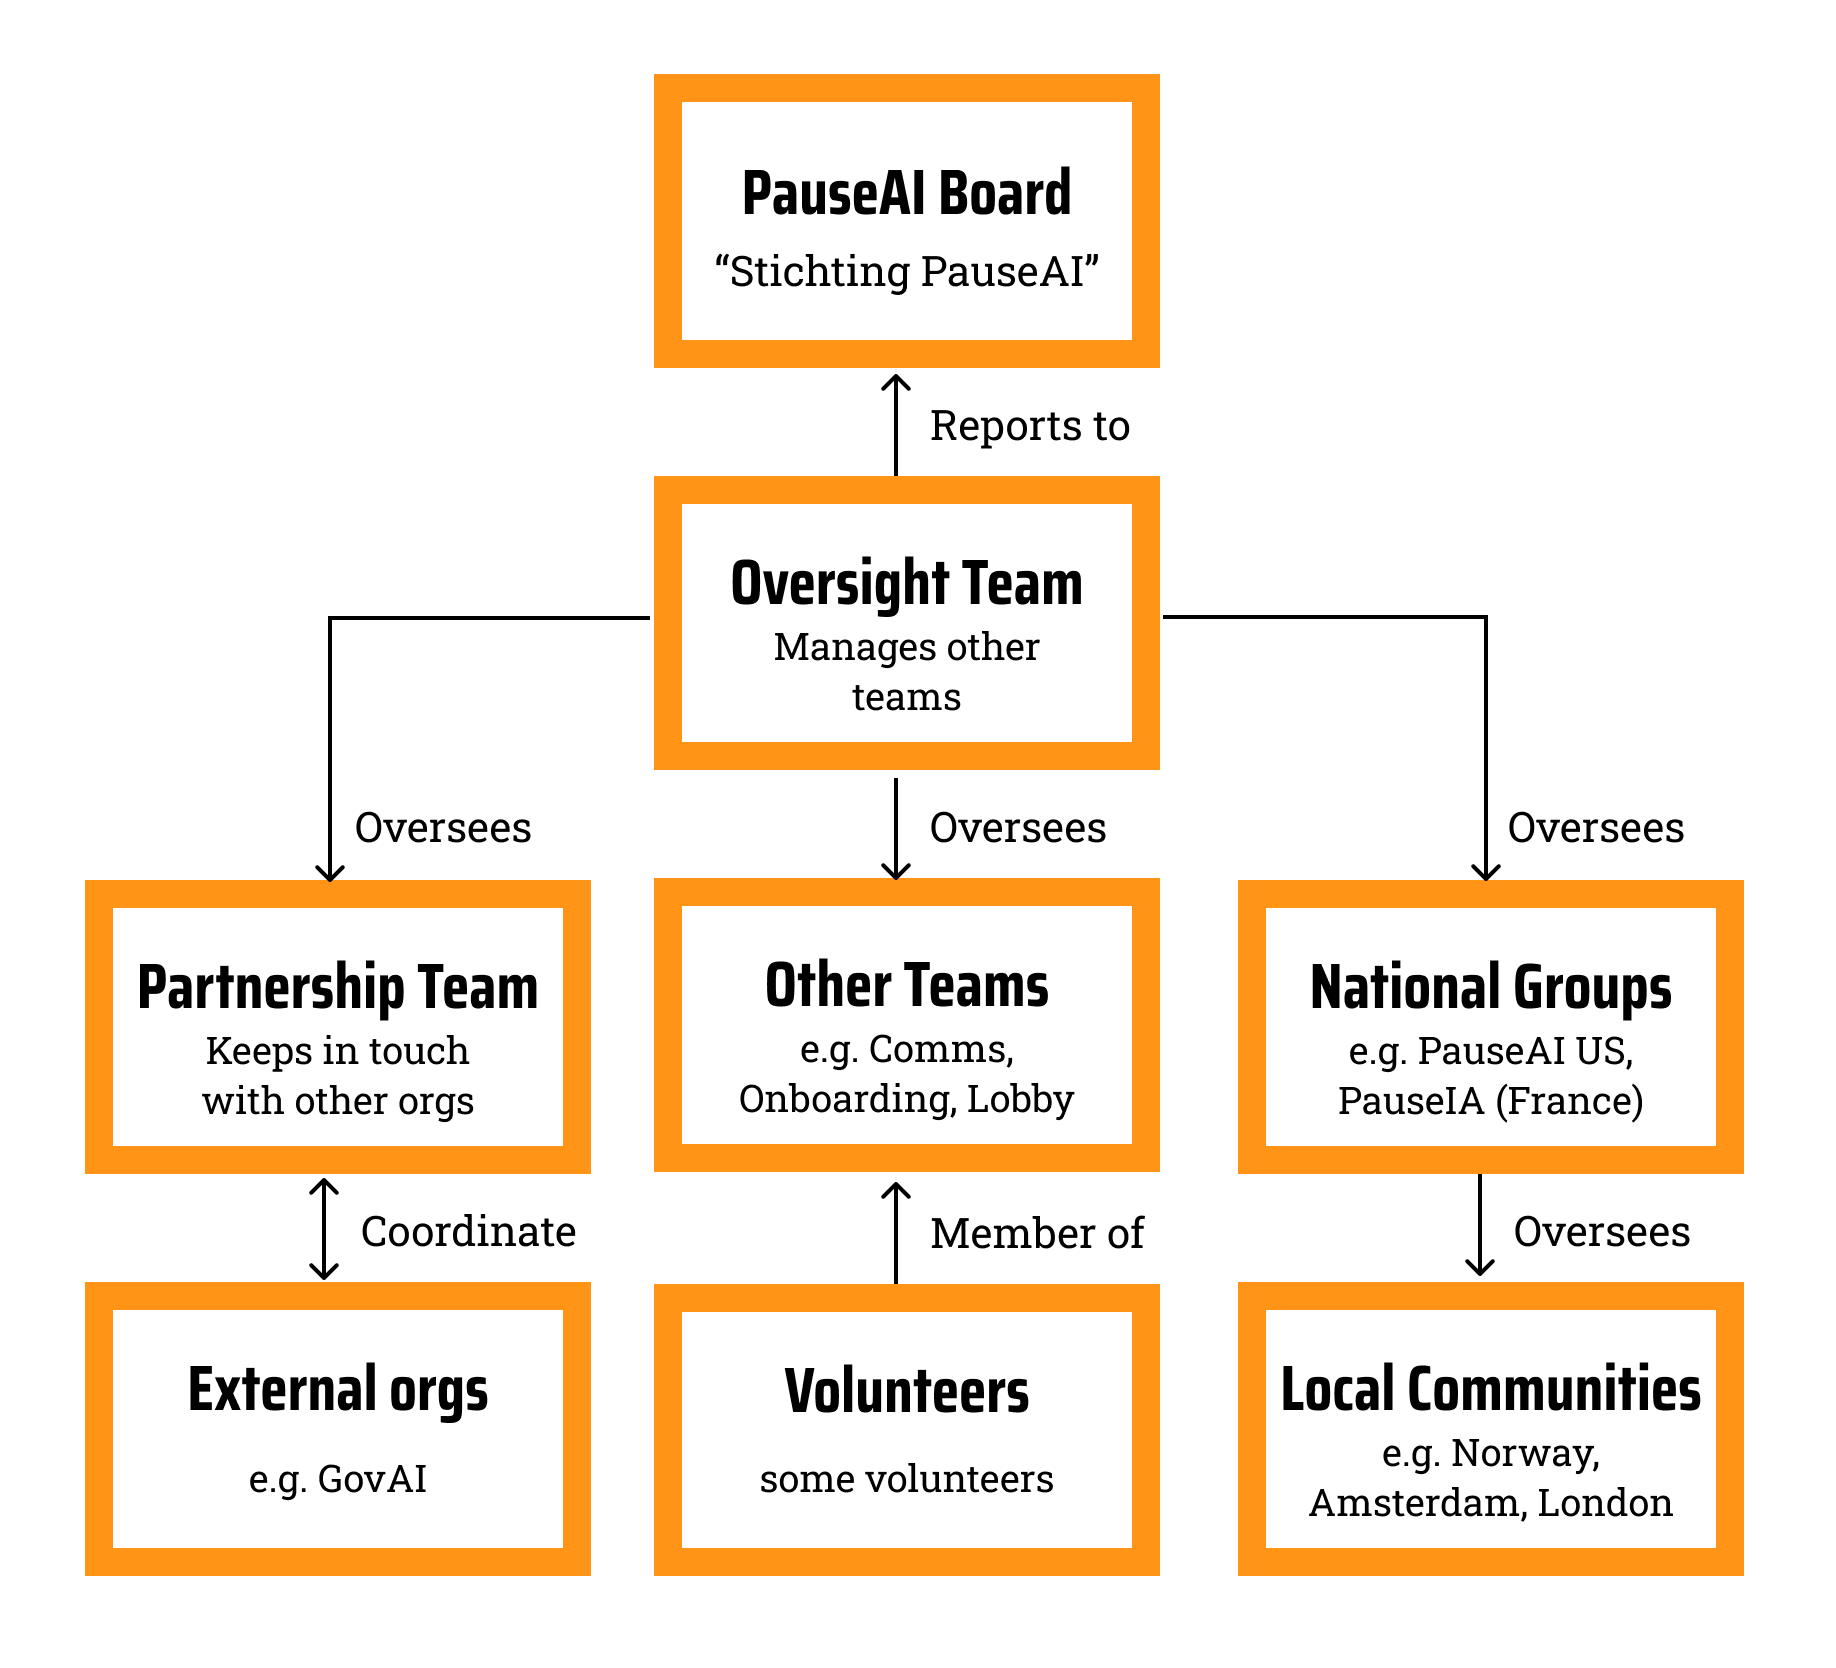 PauseAI Board
“Stichting PauseAI”
Reports to
Oversight Team
Manages other
teams
Oversees
Oversees
Oversees
Partnership Team
Keeps in touch
with other orgs
Other Teams
e.g. Comms,
Onboarding, Lobby
National Groups
e.g. PauseAI US,
PauseIA (France)
Coordinate
Member of
Oversees
External orgs
e.g. GovAI
Volunteers
some volunteers
Local Communities
e.g. Norway,
Amsterdam, London